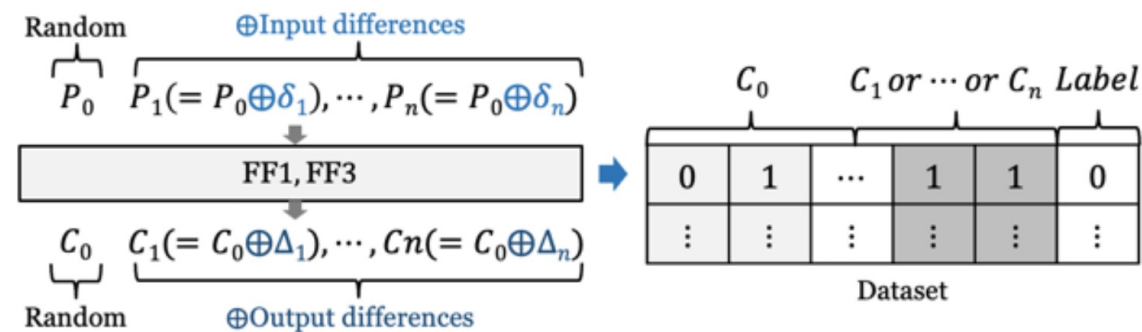 Random ⊕Input differences
P₀ P₁(= P₀⊕δ₁), ⋯ , Pₙ(= P₀⊕δₙ)
FF1, FF3
C₀ C₁(= C₀⊕Δ₁), ⋯ , Cn(= C₀⊕Δₙ)
Random ⊕Output differences
C₀ C₁ or ⋯ or Cₙ Label
0 1 ⋯ 1 1 0
⋮ ⋮ ⋮ ⋮ ⋮ ⋮
Dataset